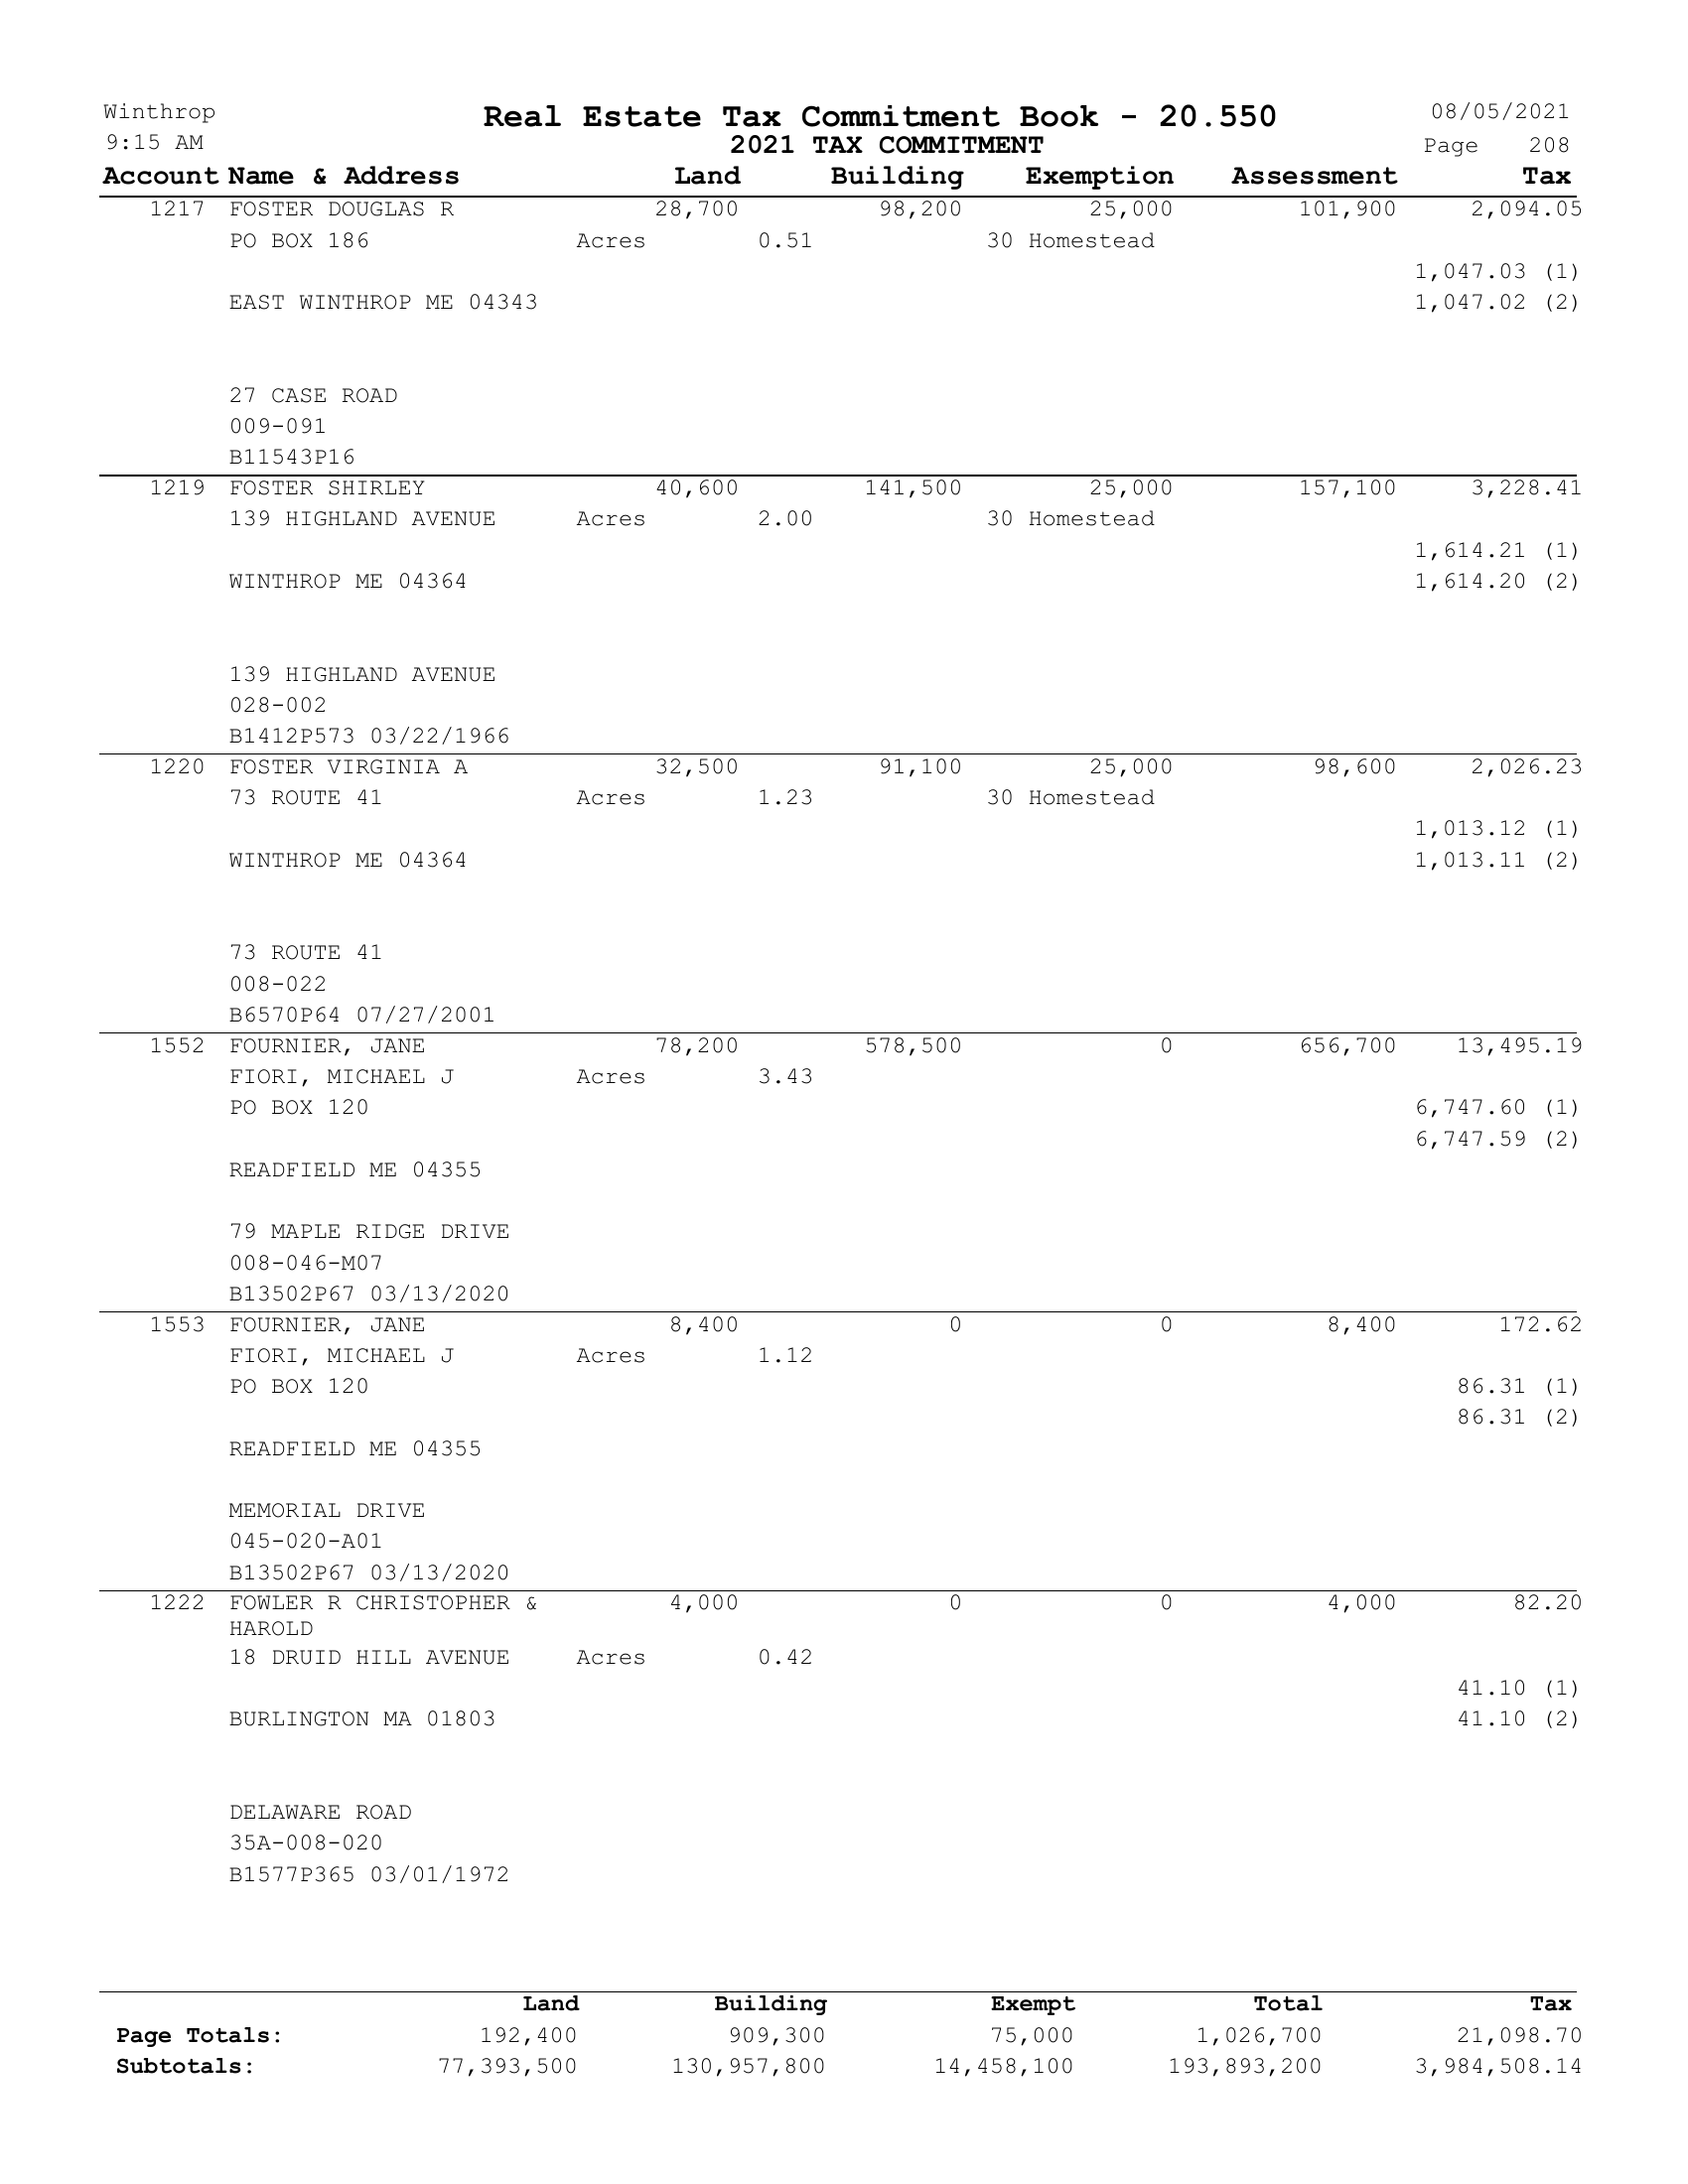 Winthrop Real Estate Tax Commitment Book - 20.550 08/05/2021
9:15 AM 2021 TAX COMMITMENT Page 208
Account Name & Address Land Building Exemption Assessment Tax
1217 FOSTER DOUGLAS R 28,700 98,200 25,000 101,900 2,094.05
PO BOX 186 Acres 0.51 30 Homestead
1,047.03 (1)
EAST WINTHROP ME 04343 1,047.02 (2)
27 CASE ROAD
009-091
B11543P16
1219 FOSTER SHIRLEY 40,600 141,500 25,000 157,100 3,228.41
139 HIGHLAND AVENUE Acres 2.00 30 Homestead
1,614.21 (1)
WINTHROP ME 04364 1,614.20 (2)
139 HIGHLAND AVENUE
028-002
B1412P573 03/22/1966
1220 FOSTER VIRGINIA A 32,500 91,100 25,000 98,600 2,026.23
73 ROUTE 41 Acres 1.23 30 Homestead
1,013.12 (1)
WINTHROP ME 04364 1,013.11 (2)
73 ROUTE 41
008-022
B6570P64 07/27/2001
1552 FOURNIER, JANE 78,200 578,500 0 656,700 13,495.19
FIORI, MICHAEL J Acres 3.43
PO BOX 120 6,747.60 (1)
6,747.59 (2)
READFIELD ME 04355
79 MAPLE RIDGE DRIVE
008-046-M07
B13502P67 03/13/2020
1553 FOURNIER, JANE 8,400 0 0 8,400 172.62
FIORI, MICHAEL J Acres 1.12
PO BOX 120 86.31 (1)
86.31 (2)
READFIELD ME 04355
MEMORIAL DRIVE
045-020-A01
B13502P67 03/13/2020
1222 FOWLER R CHRISTOPHER & 4,000 0 0 4,000 82.20
HAROLD
18 DRUID HILL AVENUE Acres 0.42
41.10 (1)
BURLINGTON MA 01803 41.10 (2)
DELAWARE ROAD
35A-008-020
B1577P365 03/01/1972
Land Building Exempt Total Tax
Page Totals: 192,400 909,300 75,000 1,026,700 21,098.70
Subtotals: 77,393,500 130,957,800 14,458,100 193,893,200 3,984,508.14